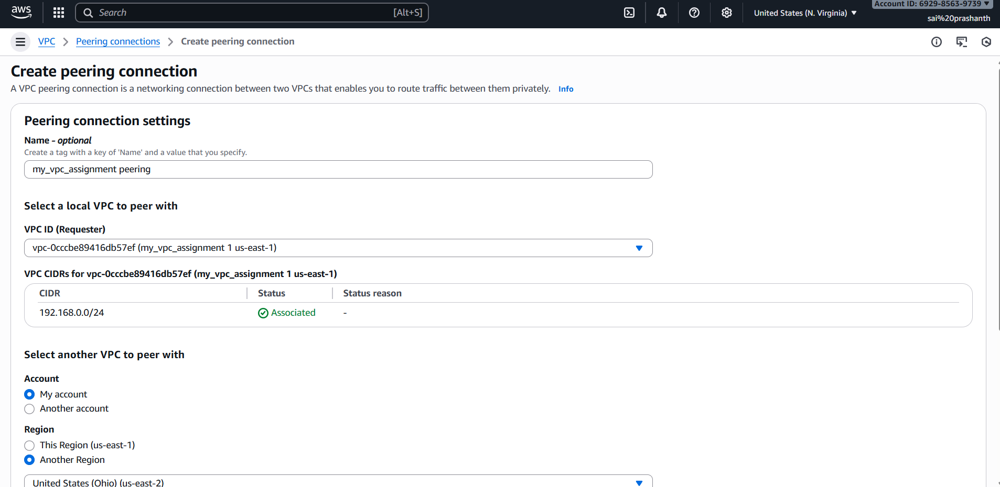 aws
Search [Alt+S]
United States (N. Virginia)
Account ID: 6929-8563-9739
sai%20prashanth
VPC Peering connections Create peering connection
Create peering connection
A VPC peering connection is a networking connection between two VPCs that enables you to route traffic between them privately. Info
Peering connection settings
Name - optional
Create a tag with a key of 'Name' and a value that you specify.
my_vpc_assignment peering
Select a local VPC to peer with
VPC ID (Requester)
vpc-0cccbe89416db57ef (my_vpc_assignment 1 us-east-1)
VPC CIDRs for vpc-0cccbe89416db57ef (my_vpc_assignment 1 us-east-1)
CIDR Status Status reason
192.168.0.0/24 Associated -
Select another VPC to peer with
Account
My account
Another account
Region
This Region (us-east-1)
Another Region
United States (Ohio) (us-east-2)